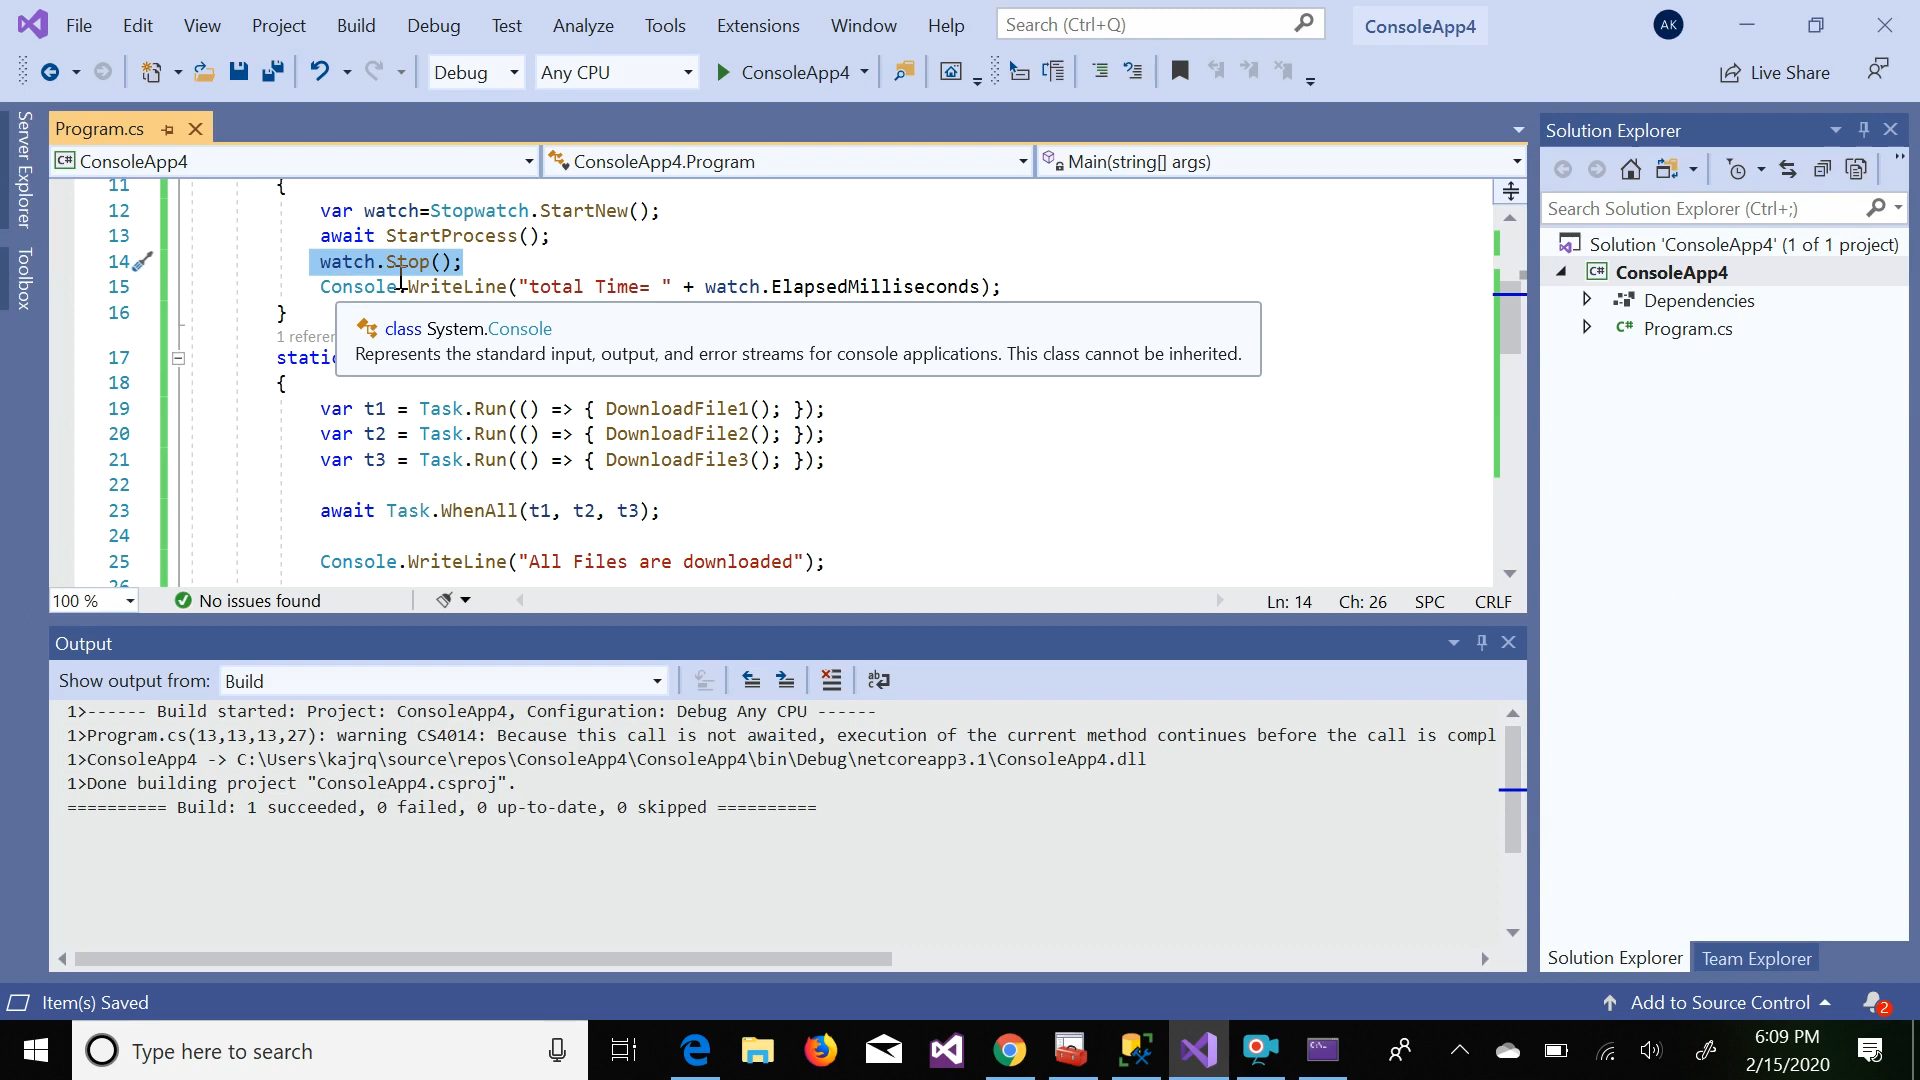 File Edit View Project Build Debug Test Analyze Tools Extensions Window Help Search (Ctrl+Q) ConsoleApp4 AK
Debug Any CPU ConsoleApp4 Live Share
Server Explorer
Toolbox
Program.cs
C# ConsoleApp4 ConsoleApp4.Program Main(string[] args)
11 {
12 var watch=Stopwatch.StartNew();
13 await StartProcess();
14 watch.Stop();
15 Console.WriteLine("total Time= " + watch.ElapsedMilliseconds);
16 }
1 referen
class System.Console
Represents the standard input, output, and error streams for console applications. This class cannot be inherited.
17 static
18 {
19 var t1 = Task.Run(() => { DownloadFile1(); });
20 var t2 = Task.Run(() => { DownloadFile2(); });
21 var t3 = Task.Run(() => { DownloadFile3(); });
22
23 await Task.WhenAll(t1, t2, t3);
24
25 Console.WriteLine("All Files are downloaded");
26
100 % No issues found Ln: 14 Ch: 26 SPC CRLF
Output
Show output from: Build
1>------ Build started: Project: ConsoleApp4, Configuration: Debug Any CPU ------
1>Program.cs(13,13,13,27): warning CS4014: Because this call is not awaited, execution of the current method continues before the call is compl
1>ConsoleApp4 -> C:\Users\kajrq\source\repos\ConsoleApp4\ConsoleApp4\bin\Debug\netcoreapp3.1\ConsoleApp4.dll
1>Done building project "ConsoleApp4.csproj".
========== Build: 1 succeeded, 0 failed, 0 up-to-date, 0 skipped ==========
Solution Explorer
Search Solution Explorer (Ctrl+;)
Solution 'ConsoleApp4' (1 of 1 project)
C# ConsoleApp4
Dependencies
C# Program.cs
Solution Explorer Team Explorer
Item(s) Saved Add to Source Control 2
Type here to search
6:09 PM
2/15/2020